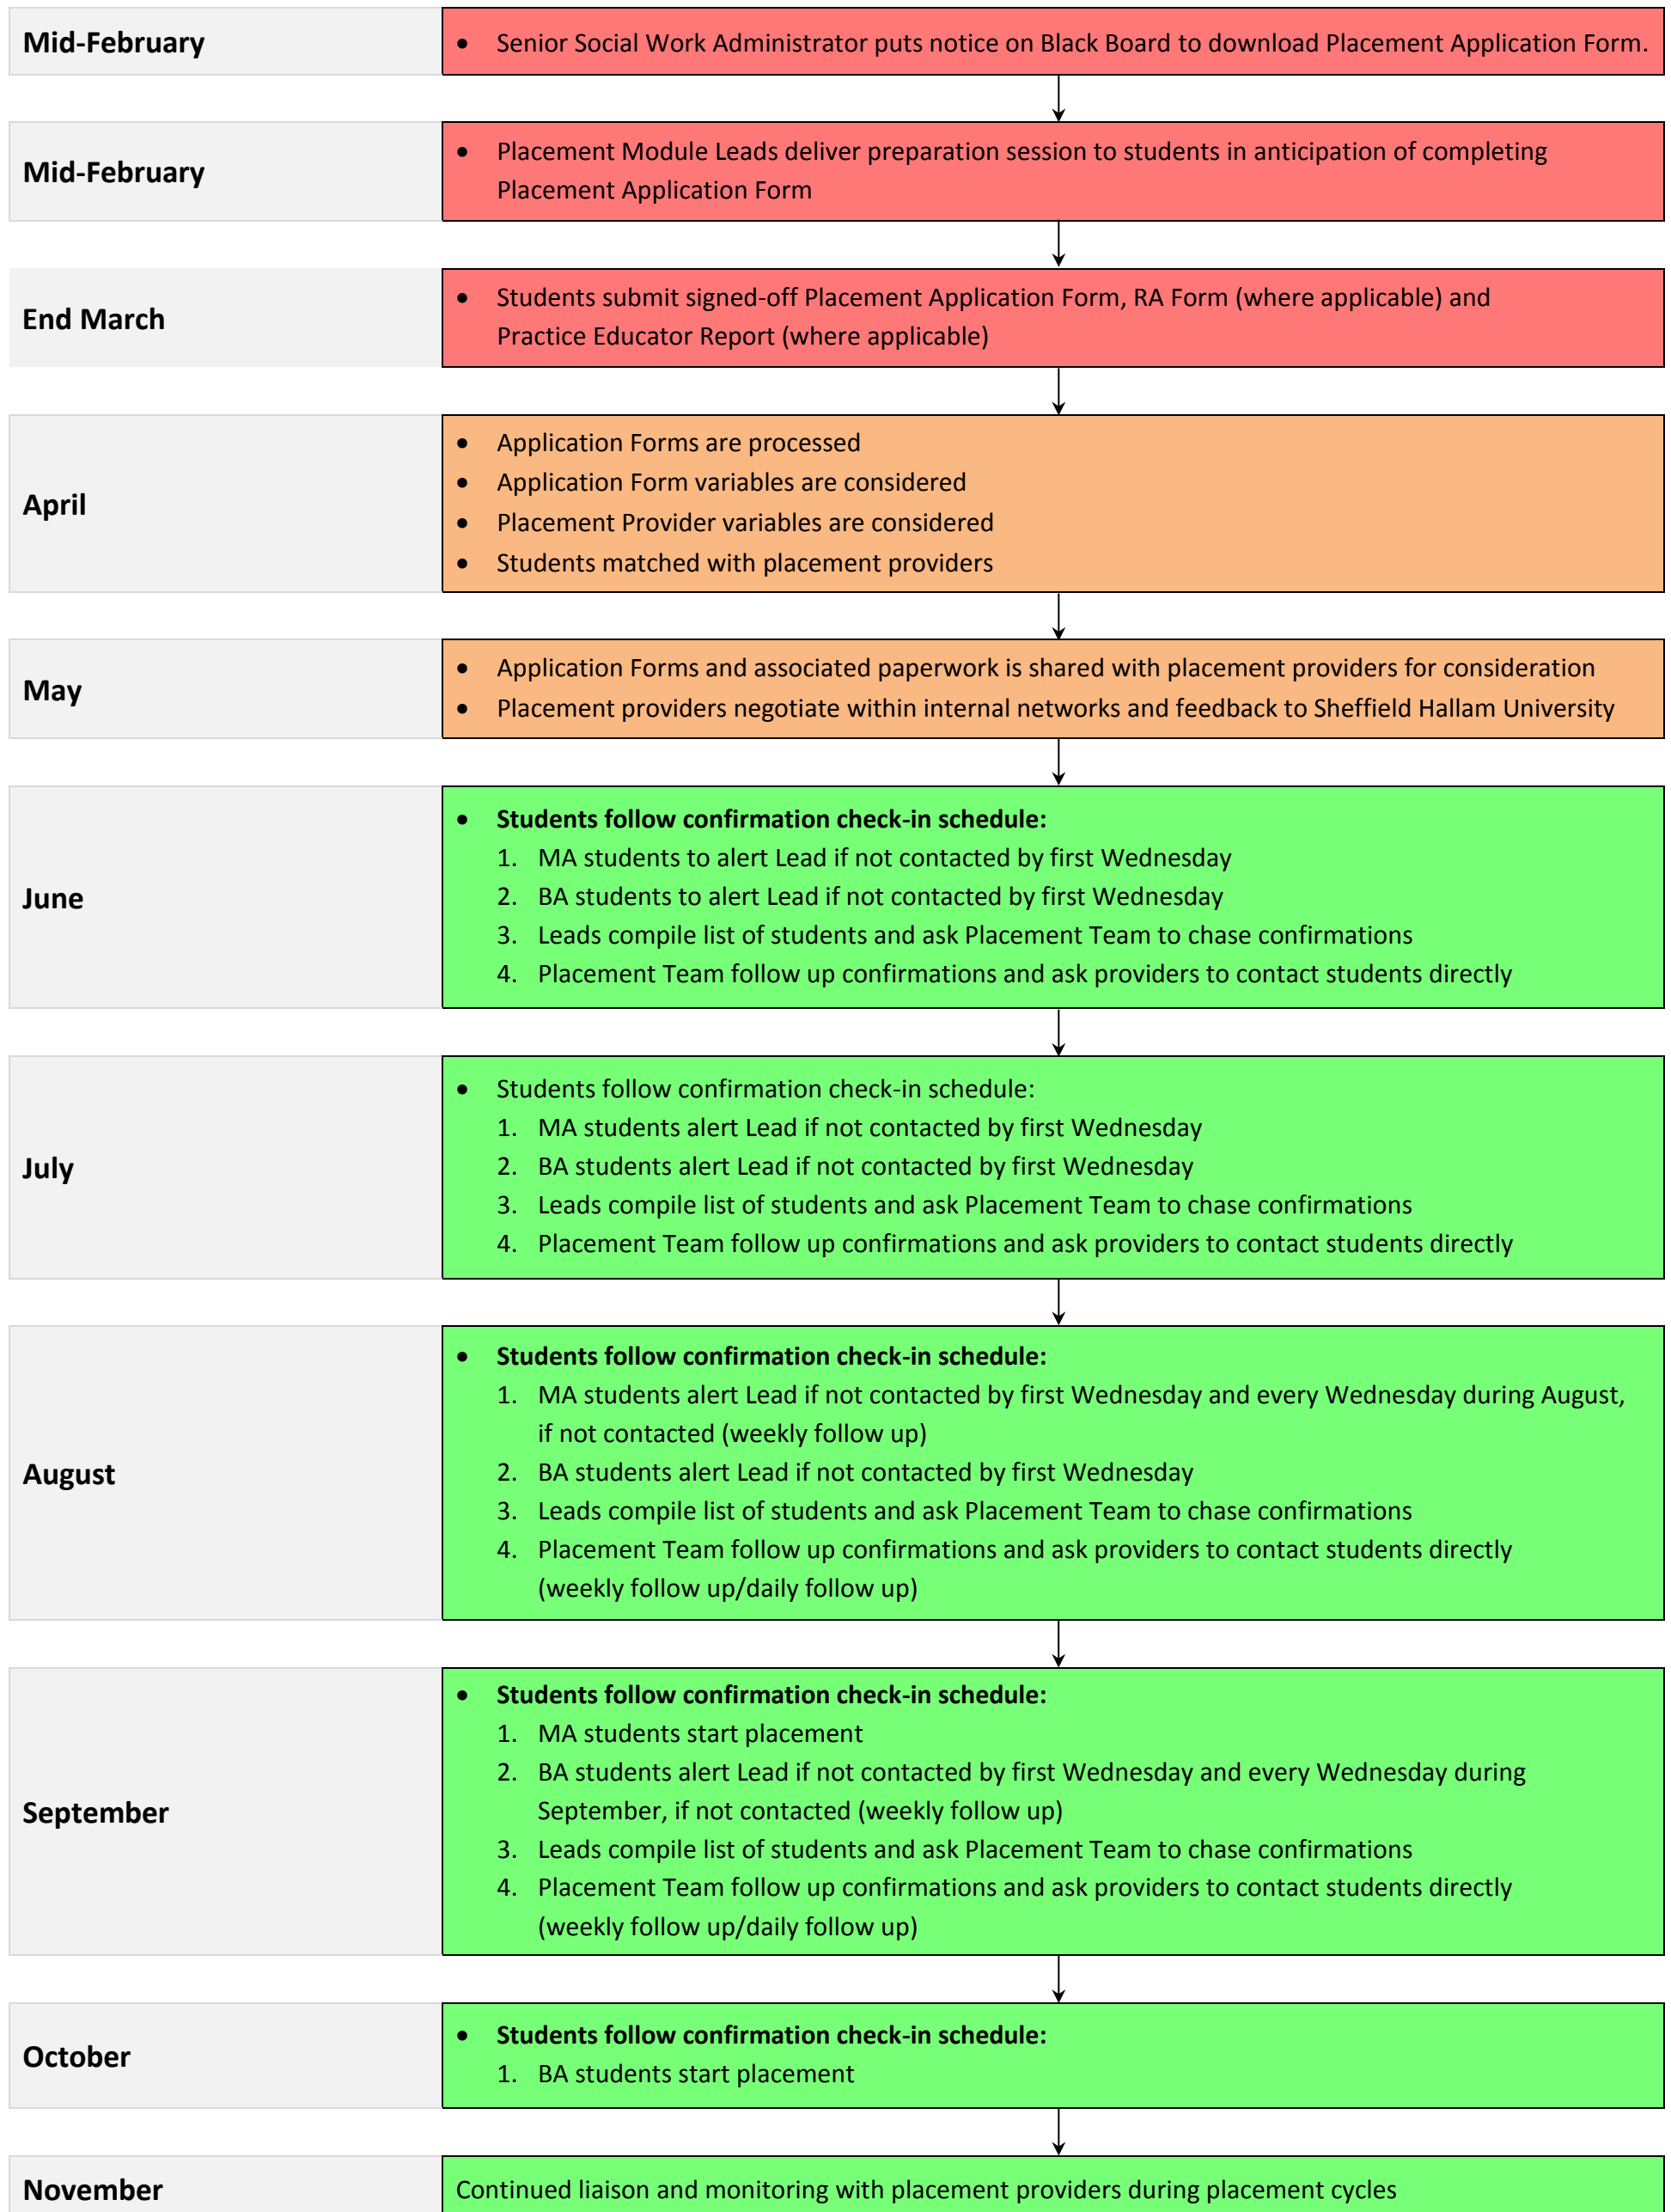 Mid-February
• Senior Social Work Administrator puts notice on Black Board to download Placement Application Form.
Mid-February
• Placement Module Leads deliver preparation session to students in anticipation of completing
Placement Application Form
End March
• Students submit signed-off Placement Application Form, RA Form (where applicable) and
Practice Educator Report (where applicable)
April
• Application Forms are processed
• Application Form variables are considered
• Placement Provider variables are considered
• Students matched with placement providers
May
• Application Forms and associated paperwork is shared with placement providers for consideration
• Placement providers negotiate within internal networks and feedback to Sheffield Hallam University
June
• Students follow confirmation check-in schedule:
1. MA students to alert Lead if not contacted by first Wednesday
2. BA students to alert Lead if not contacted by first Wednesday
3. Leads compile list of students and ask Placement Team to chase confirmations
4. Placement Team follow up confirmations and ask providers to contact students directly
July
• Students follow confirmation check-in schedule:
1. MA students alert Lead if not contacted by first Wednesday
2. BA students alert Lead if not contacted by first Wednesday
3. Leads compile list of students and ask Placement Team to chase confirmations
4. Placement Team follow up confirmations and ask providers to contact students directly
August
• Students follow confirmation check-in schedule:
1. MA students alert Lead if not contacted by first Wednesday and every Wednesday during August,
if not contacted (weekly follow up)
2. BA students alert Lead if not contacted by first Wednesday
3. Leads compile list of students and ask Placement Team to chase confirmations
4. Placement Team follow up confirmations and ask providers to contact students directly
(weekly follow up/daily follow up)
September
• Students follow confirmation check-in schedule:
1. MA students start placement
2. BA students alert Lead if not contacted by first Wednesday and every Wednesday during
September, if not contacted (weekly follow up)
3. Leads compile list of students and ask Placement Team to chase confirmations
4. Placement Team follow up confirmations and ask providers to contact students directly
(weekly follow up/daily follow up)
October
• Students follow confirmation check-in schedule:
1. BA students start placement
November
Continued liaison and monitoring with placement providers during placement cycles